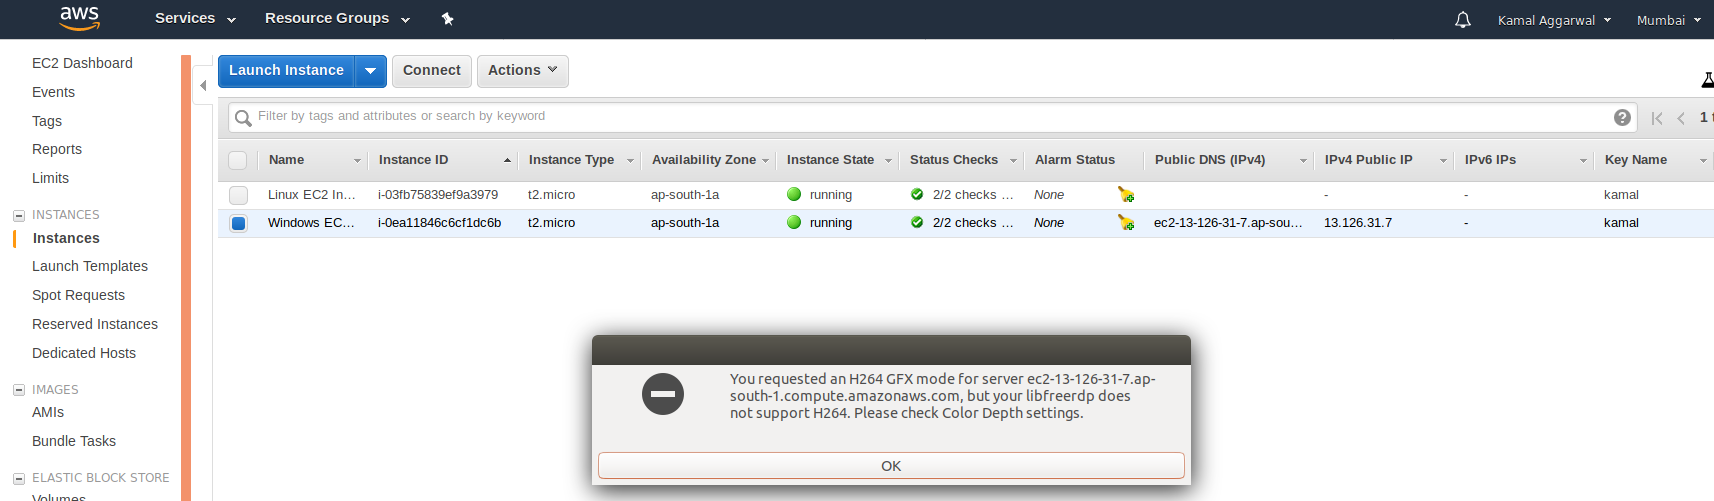 aws Services Resource Groups Kamal Aggarwal Mumbai
EC2 Dashboard
Events
Tags
Reports
Limits
INSTANCES
Instances
Launch Templates
Spot Requests
Reserved Instances
Dedicated Hosts
IMAGES
AMIs
Bundle Tasks
ELASTIC BLOCK STORE
Volumes
Launch Instance Connect Actions
Filter by tags and attributes or search by keyword ? 1
Name Instance ID Instance Type Availability Zone Instance State Status Checks Alarm Status Public DNS (IPv4) IPv4 Public IP IPv6 IPs Key Name
Linux EC2 In... i-03fb75839ef9a3979 t2.micro ap-south-1a running 2/2 checks ... None - - kamal
Windows EC... i-0ea11846c6cf1dc6b t2.micro ap-south-1a running 2/2 checks ... None ec2-13-126-31-7.ap-sou... 13.126.31.7 - kamal
You requested an H264 GFX mode for server ec2-13-126-31-7.ap-
south-1.compute.amazonaws.com, but your libfreerdp does
not support H264. Please check Color Depth settings.
OK